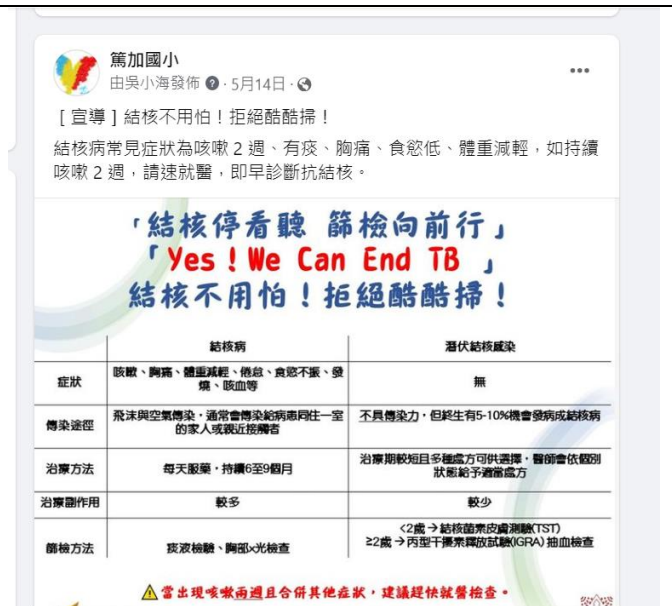 篤加國小
由吳小海發佈 · 5月14日 ·
[ 宣導 ] 結核不用怕！拒絕酷酷掃！
結核病常見症狀為咳嗽 2 週、有痰、胸痛、食慾低、體重減輕，如持續
咳嗽 2 週，請速就醫，即早診斷抗結核。
「結核停看聽 篩檢向前行」
「Yes！We Can End TB 」
結核不用怕！拒絕酷酷掃！
結核病 潛伏結核感染
症狀 咳嗽、胸痛、體重減輕、倦怠、食慾不振、發燒、咳血等 無
傳染途徑 飛沫與空氣傳染，通常會傳染給病患同住一室的家人或親近接觸者 不具傳染力，但終生有5-10%機會發病成結核病
治療方法 每天服藥，持續6至9個月 治療期較短且多種處方可供選擇，醫師會依個別狀態給予適當處方
治療副作用 較多 較少
篩檢方法 痰液檢驗、胸部x光檢查 <2歲→結核菌素皮膚測驗(TST)
≥2歲→丙型干擾素釋放試驗(IGRA)抽血檢查
⚠當出現咳嗽兩週且合併其他症狀，建議趕快就醫檢查。